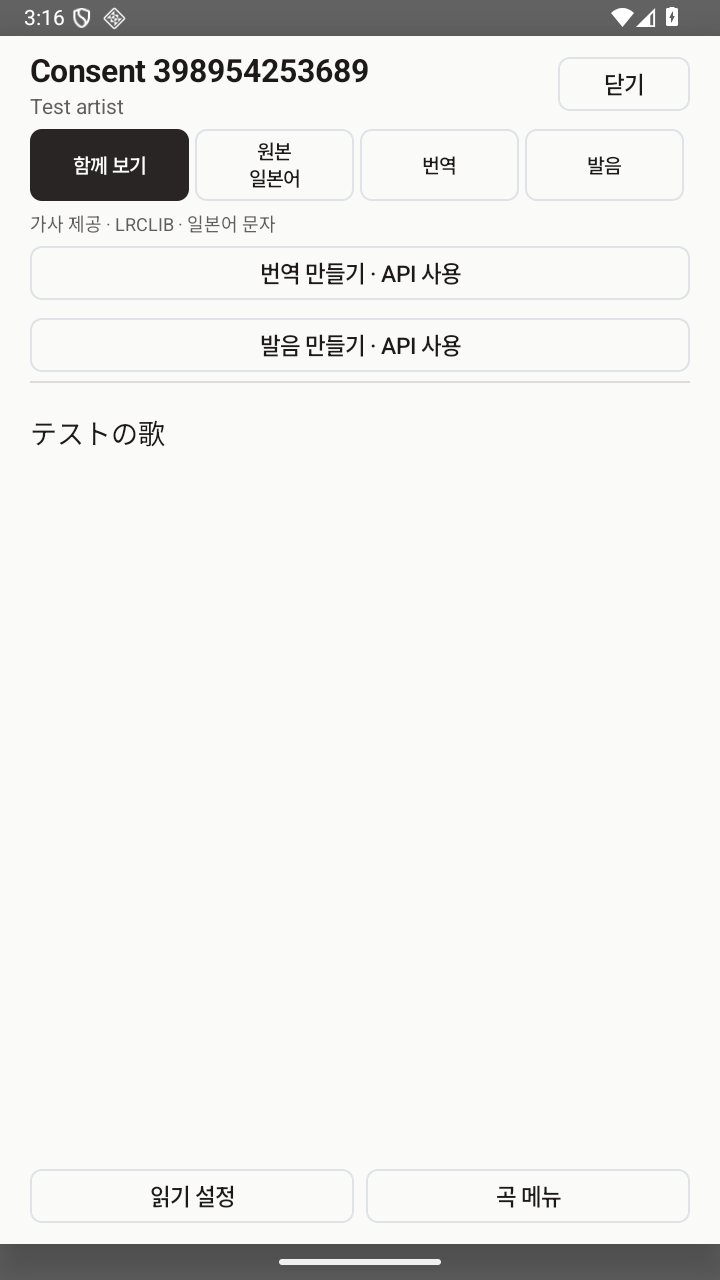 3:16
Consent 398954253689
닫기
Test artist
함께 보기
원본
일본어
번역
발음
가사 제공 · LRCLIB · 일본어 문자
번역 만들기 · API 사용
발음 만들기 · API 사용
テストの歌
읽기 설정
곡 메뉴